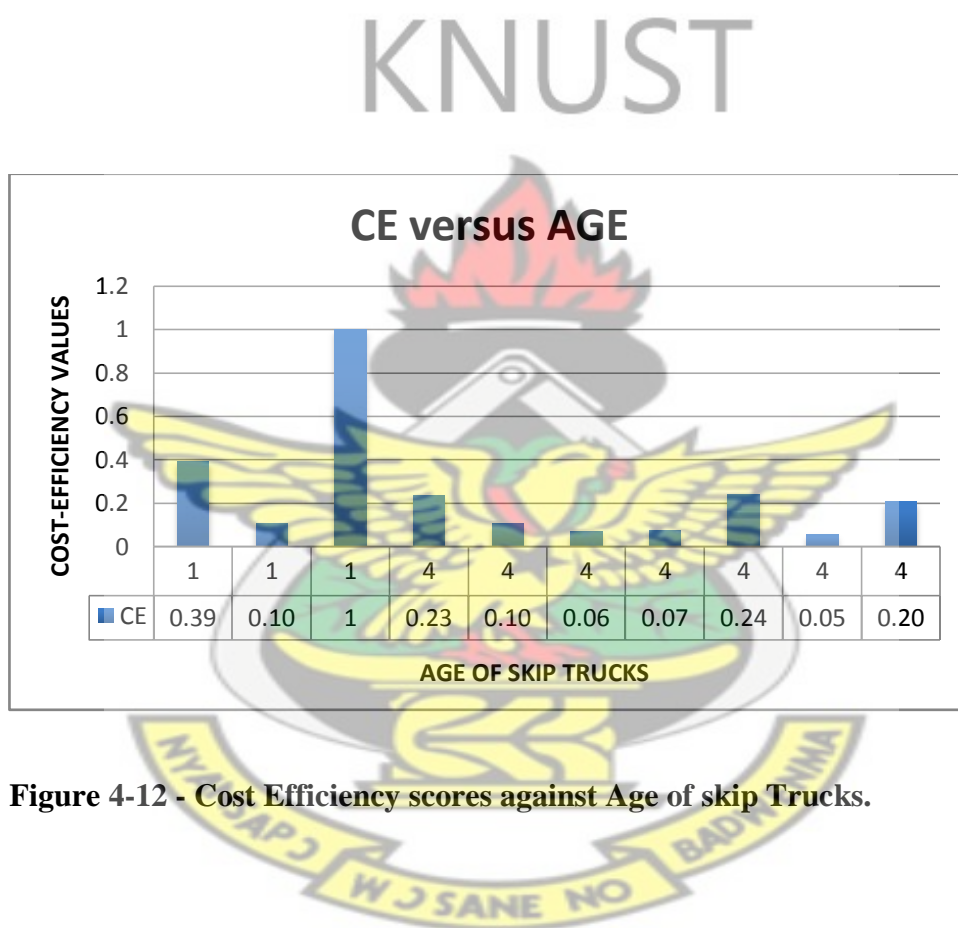 KNUST
CE versus AGE
COST-EFFICIENCY VALUES
1.2
1
0.8
0.6
0.4
0.2
0
1 1 1 4 4 4 4 4 4 4
CE 0.39 0.10 1 0.23 0.10 0.06 0.07 0.24 0.05 0.20
AGE OF SKIP TRUCKS
Figure 4-12 - Cost Efficiency scores against Age of skip Trucks.
NYANSAPƆ WƆSANE NO BADWENMA